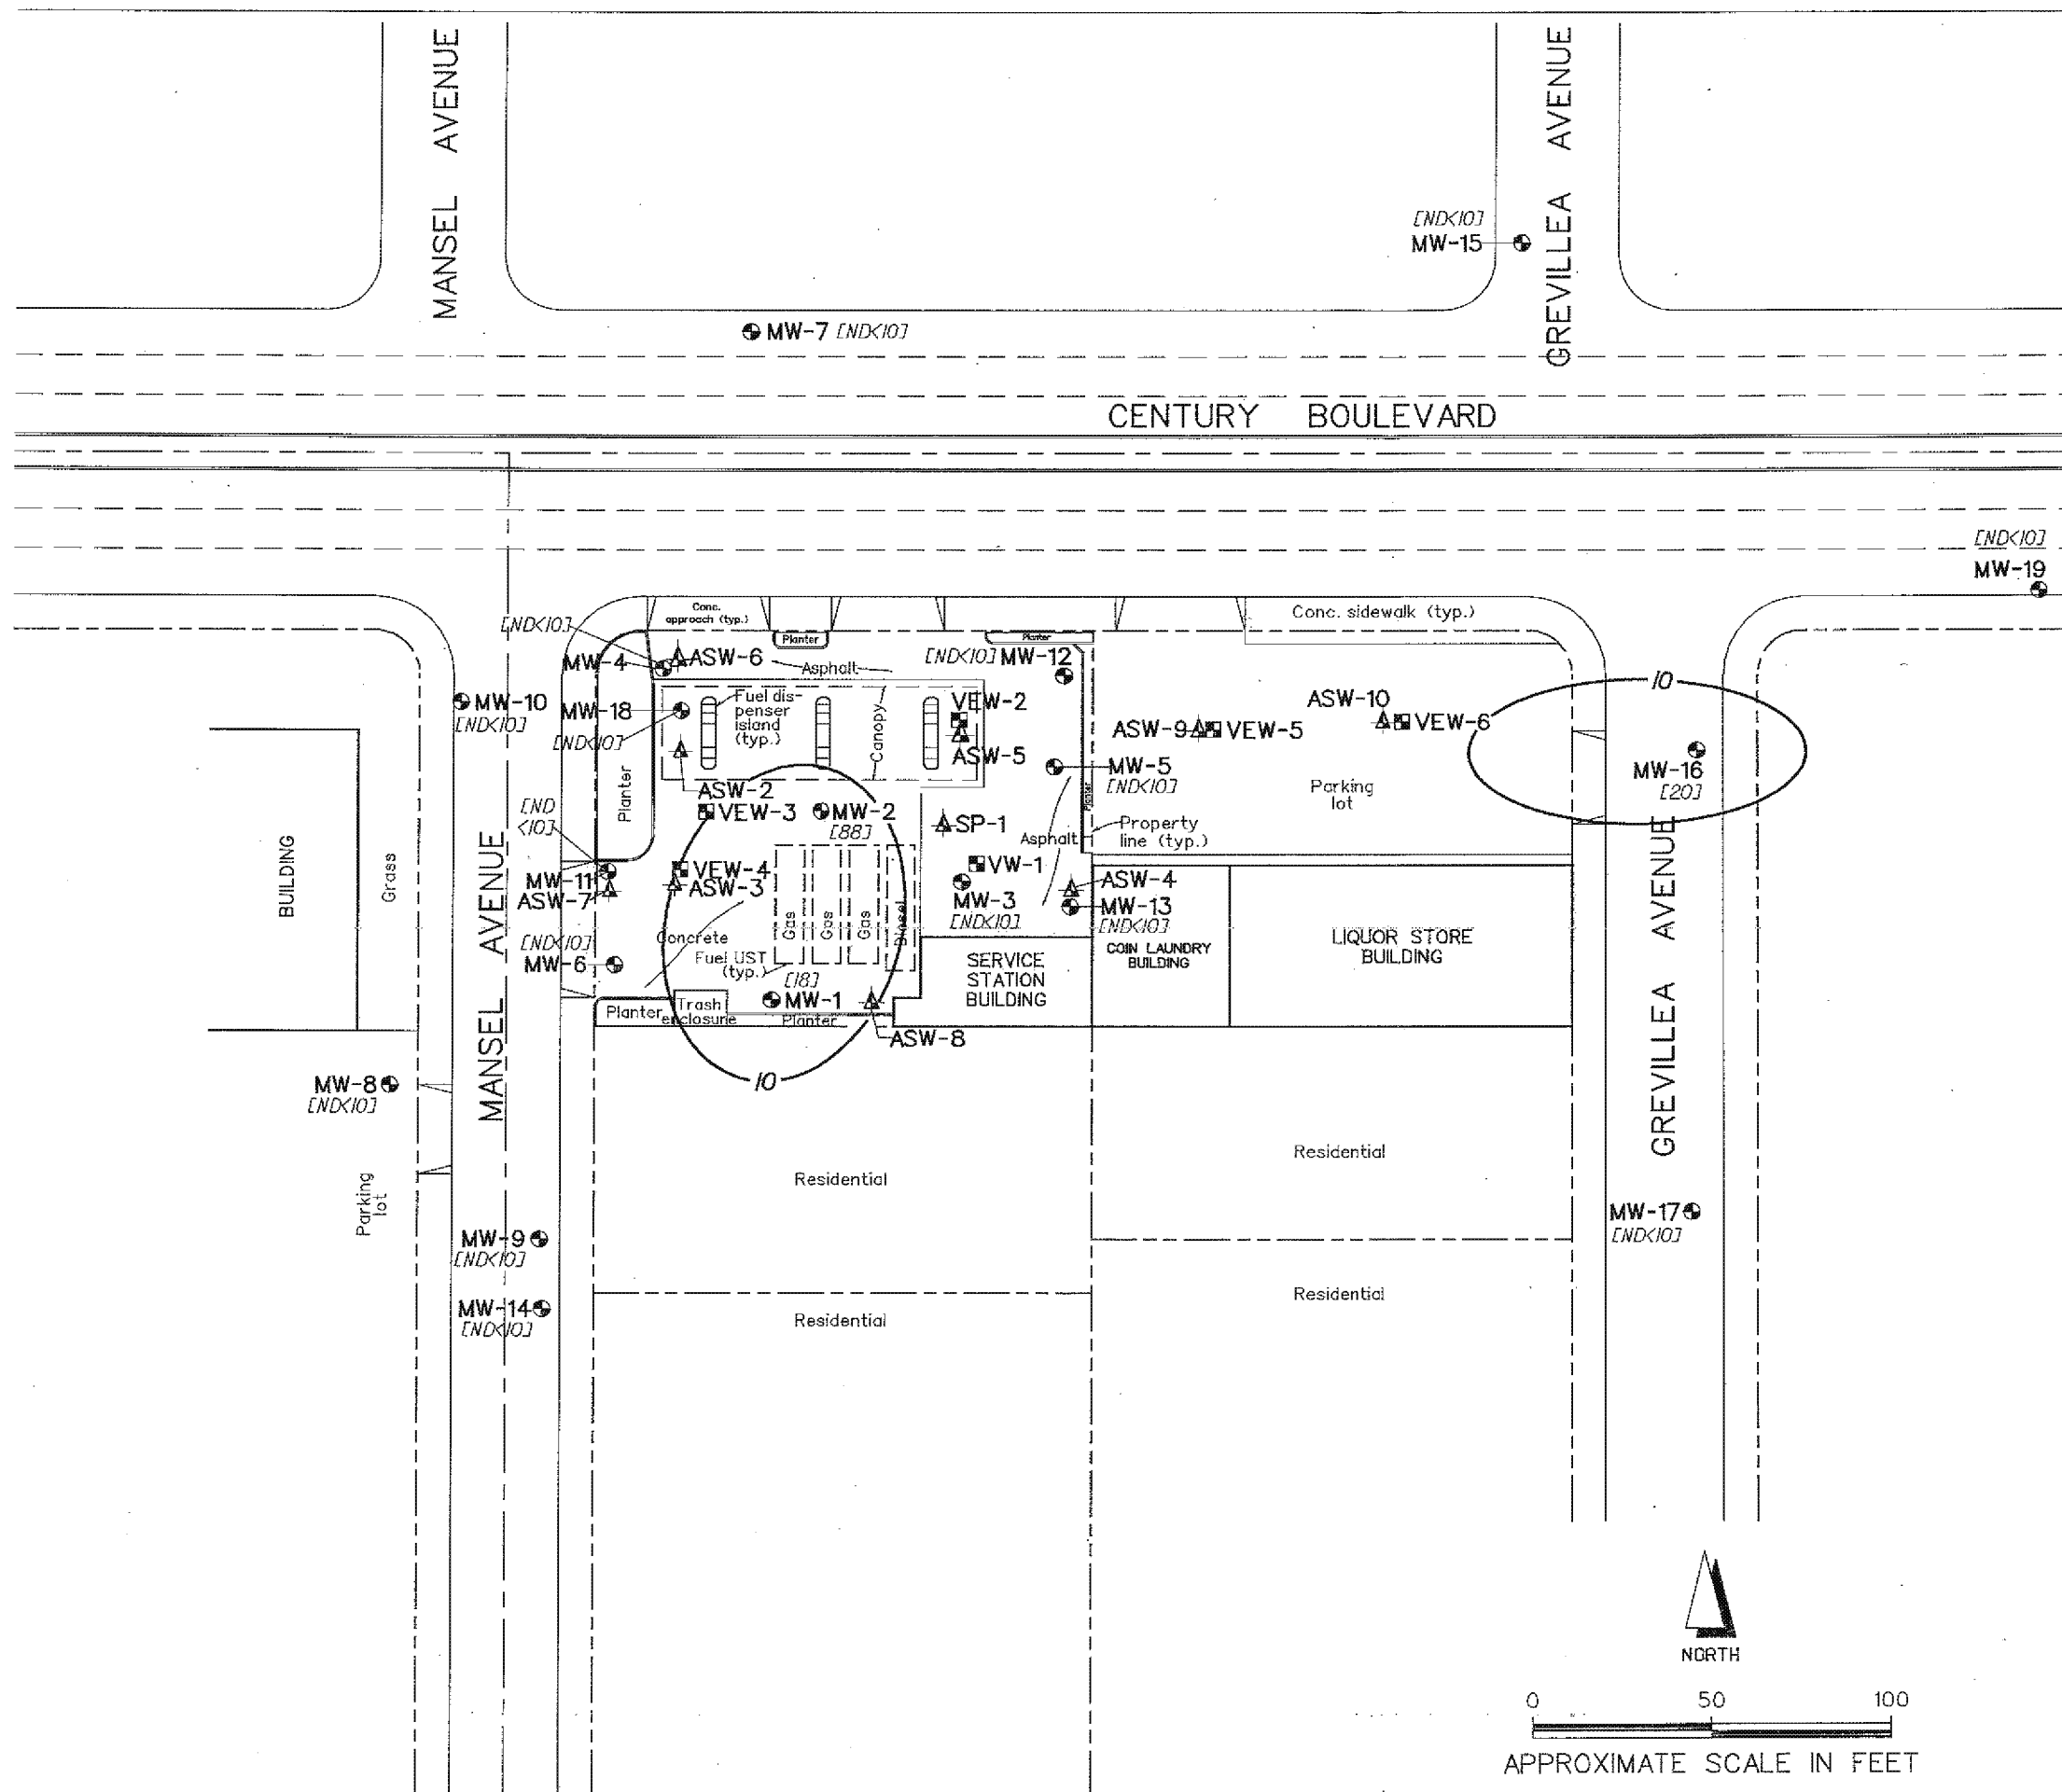 MANSEL AVENUE
GREVILLEA AVENUE
[ND<10]
MW-15
MW-7 [ND<10]
CENTURY BOULEVARD
[ND<10]
MW-19
Conc.
approach (typ.)
Planter
Planter
Conc. sidewalk (typ.)
[ND<10]
MW-4
ASW-6
Asphalt
[ND<10] MW-12
MW-10
[ND<10]
MW-18
[ND<10]
Fuel dis-
penser
island
(typ.)
Canopy
VEW-2
ASW-5
ASW-9
VEW-5
ASW-10
VEW-6
10
MW-16
[20]
MW-5
[ND<10]
Parking
lot
Planter
ASW-2
VEW-3
MW-2
[88]
SP-1
Asphalt
Planter
Property
line (typ.)
[ND
<10]
MW-11
ASW-7
VEW-4
ASW-3
VW-1
MW-3
[ND<10]
ASW-4
MW-13
[ND<10]
BUILDING
Grass
MANSEL AVENUE
[ND<10]
MW-6
Concrete
Fuel UST
(typ.)
Gas
Gas
Gas
Diesel
[18]
MW-1
SERVICE
STATION
BUILDING
COIN LAUNDRY
BUILDING
LIQUOR STORE
BUILDING
GREVILLEA AVENUE
Planter
Trash
enclosure
Planter
ASW-8
10
MW-8
[ND<10]
Parking
lot
Residential
Residential
MW-9
[ND<10]
MW-17
[ND<10]
MW-14
[ND<10]
Residential
Residential
NORTH
0 50 100
APPROXIMATE SCALE IN FEET